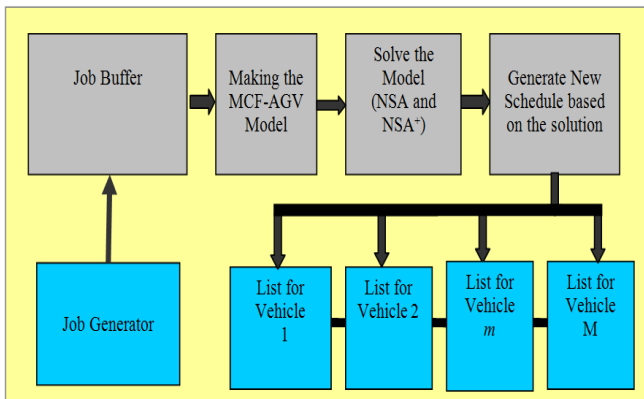 Job Buffer
Making the
MCF-AGV
Model
Solve the
Model
(NSA and
NSA⁺)
Generate New
Schedule based
on the solution
Job Generator
List for
Vehicle
1
List for
Vehicle 2
List for
Vehicle
m
List for
Vehicle
M